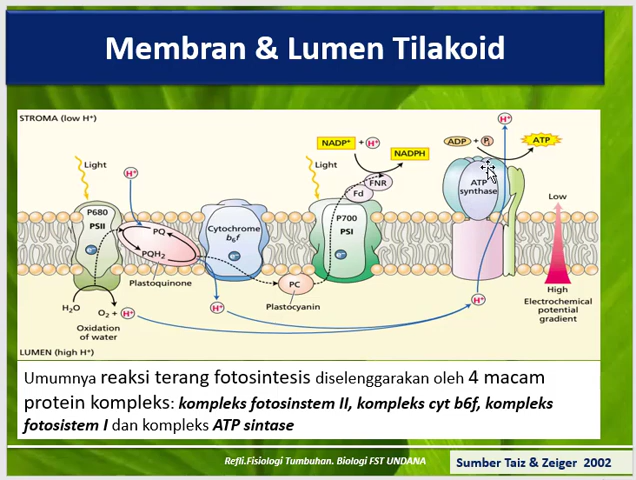 Membran & Lumen Tilakoid
STROMA (low H⁺)
H⁺
NADP⁺ + H⁺
NADPH
ADP + Pi
ATP
Light
H⁺
Light
FNR
Fd
ATP
synthase
Low
P680
PSII
PQ
Cytochrome
b₆f
P700
PSI
e⁻
PQH₂
e⁻
e⁻
Plastoquinone
PC
Plastocyanin
High
Electrochemical
potential
gradient
H₂O
O₂ + H⁺
H⁺
H⁺
Oxidation
of water
LUMEN (high H⁺)
Umumnya reaksi terang fotosintesis diselenggarakan oleh 4 macam
protein kompleks: kompleks fotosinstem II, kompleks cyt b6f, kompleks
fotosistem I dan kompleks ATP sintase
Refli.Fisiologi Tumbuhan. Biologi FST UNDANA
Sumber Taiz & Zeiger 2002